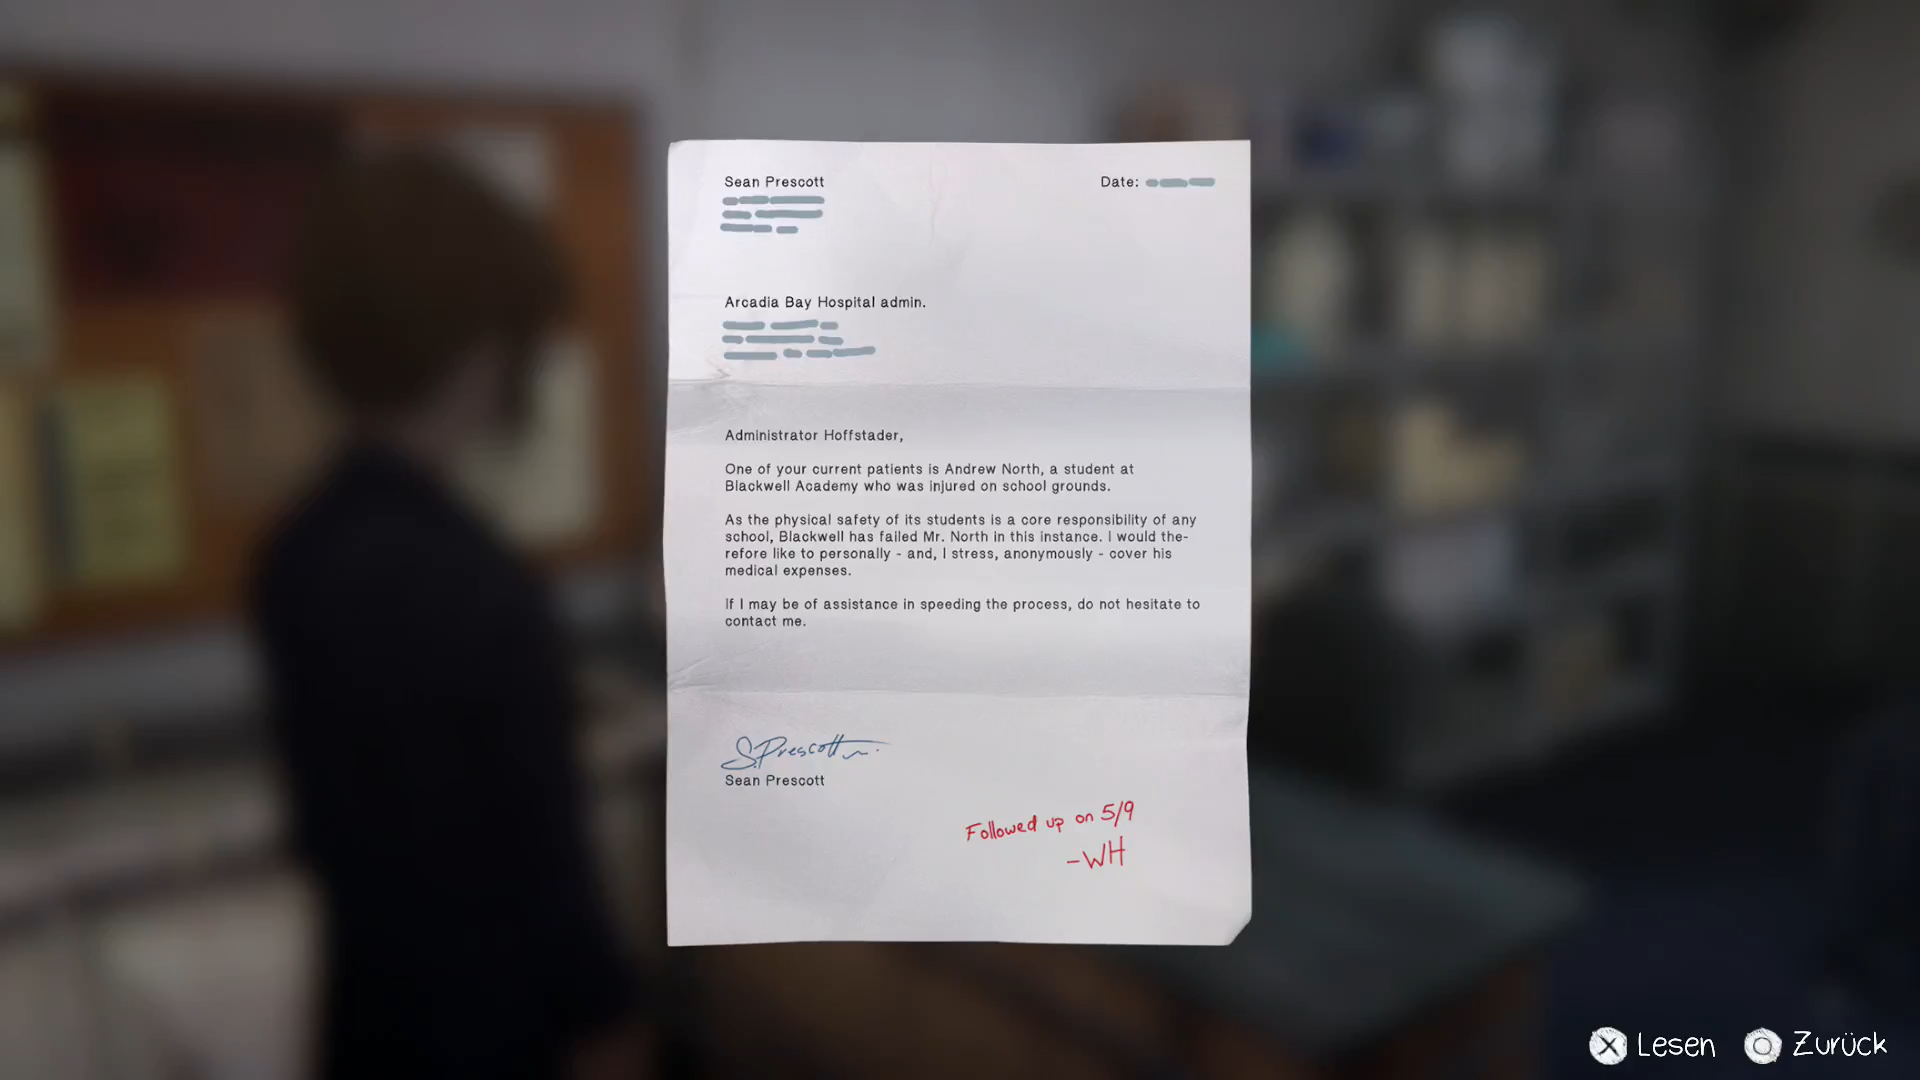 Sean Prescott
Date:
Arcadia Bay Hospital admin.
Administrator Hoffstader,
One of your current patients is Andrew North, a student at
Blackwell Academy who was injured on school grounds.
As the physical safety of its students is a core responsibility of any
school, Blackwell has failed Mr. North in this instance. I would the-
refore like to personally - and, I stress, anonymously - cover his
medical expenses.
If I may be of assistance in speeding the process, do not hesitate to
contact me.
S.Prescott
Sean Prescott
Followed up on 5/9
-WH
Lesen Zurück